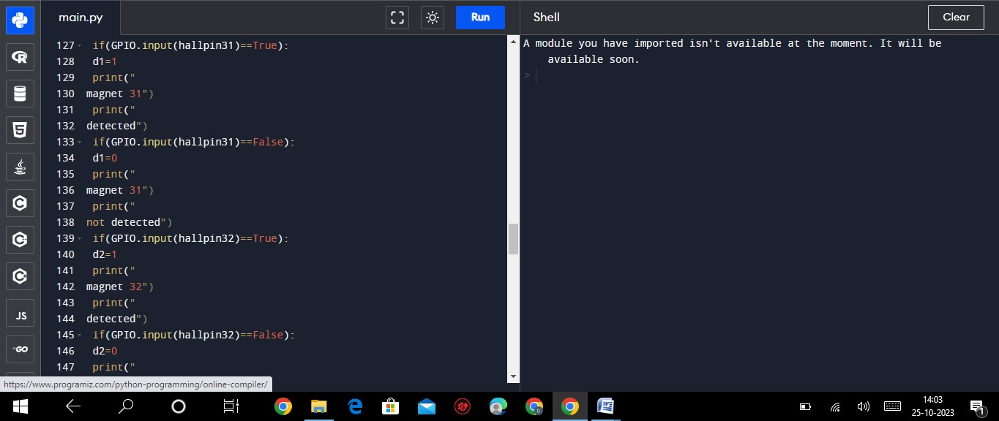 main.py
Run
Shell
Clear
127 if(GPIO.input(hallpin31)==True):
128 d1=1
129 print("
130 magnet 31")
131 print("
132 detected")
133 if(GPIO.input(hallpin31)==False):
134 d1=0
135 print("
136 magnet 31")
137 print("
138 not detected")
139 if(GPIO.input(hallpin32)==True):
140 d2=1
141 print("
142 magnet 32")
143 print("
144 detected")
145 if(GPIO.input(hallpin32)==False):
146 d2=0
147 print("
A module you have imported isn't available at the moment. It will be
available soon.
>
R
5
C
C
C
JS
GO
https://www.programiz.com/python-programming/online-compiler/
D
W
14:03
25-10-2023
1